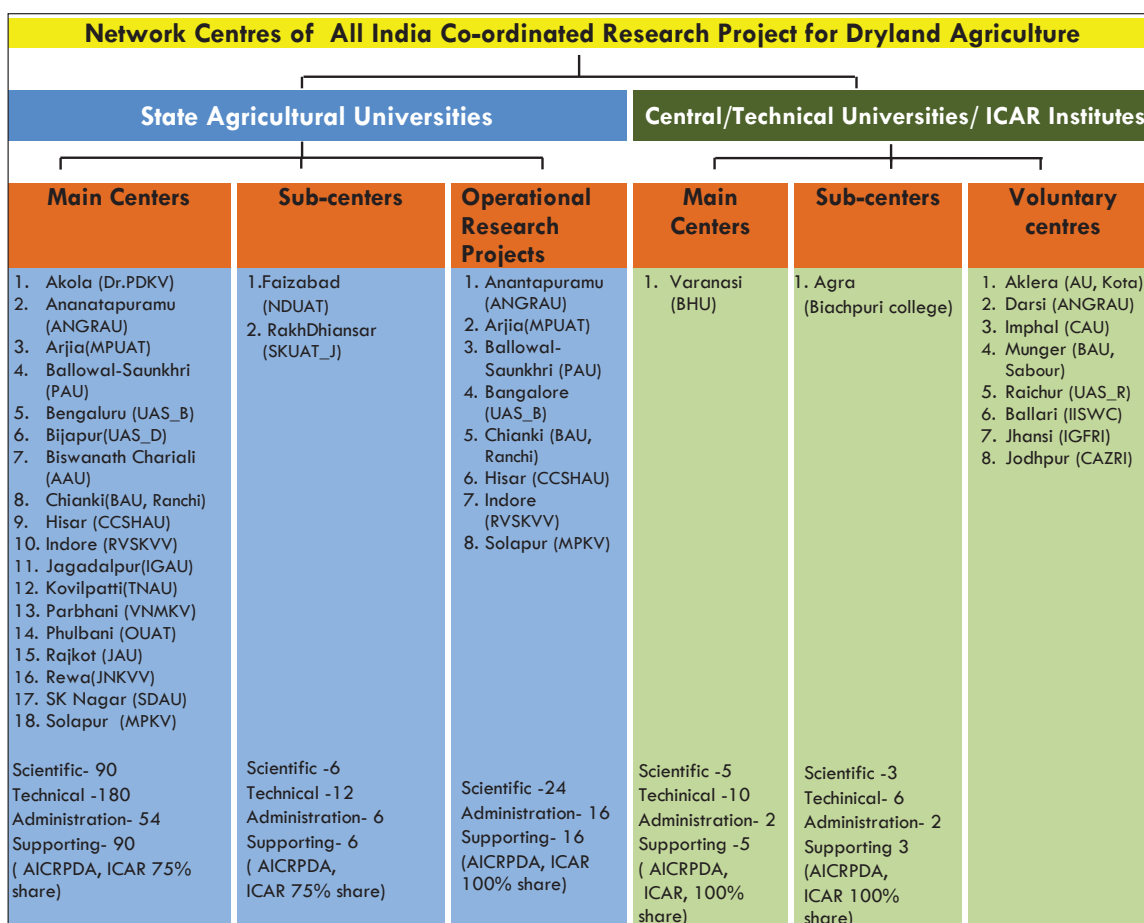 Network Centres of All India Co-ordinated Research Project for Dryland Agriculture
State Agricultural Universities
Central/Technical Universities/ ICAR Institutes
Main Centers
1. Akola (Dr.PDKV)
2. Ananatapuramu
(ANGRAU)
3. Arjia(MPUAT)
4. Ballowal-Saunkhri
(PAU)
5. Bengaluru (UAS_B)
6. Bijapur(UAS_D)
7. Biswanath Chariali
(AAU)
8. Chianki(BAU, Ranchi)
9. Hisar (CCSHAU)
10. Indore (RVSKVV)
11. Jagadalpur(IGAU)
12. Kovilpatti(TNAU)
13. Parbhani (VNMKV)
14. Phulbani (OUAT)
15. Rajkot (JAU)
16. Rewa(JNKVV)
17. SK Nagar (SDAU)
18. Solapur (MPKV)
Scientific- 90
Technical -180
Administration- 54
Supporting- 90
( AICRPDA, ICAR 75%
share)
Sub-centers
1.Faizabad
(NDUAT)
2. RakhDhiansar
(SKUAT_J)
Scientific -6
Technical -12
Administration- 6
Supporting- 6
( AICRPDA,
ICAR 75% share)
Operational
Research
Projects
1. Anantapuramu
(ANGRAU)
2. Arjia(MPUAT)
3. Ballowal-
Saunkhri (PAU)
4. Bangalore
(UAS_B)
5. Chianki (BAU,
Ranchi)
6. Hisar (CCSHAU)
7. Indore
(RVSKVV)
8. Solapur (MPKV)
Scientific -24
Administration- 16
Supporting- 16
(AICRPDA, ICAR
100% share)
Main
Centers
1. Varanasi
(BHU)
Scientific -5
Techinical -10
Administration- 2
Supporting -5
( AICRPDA,
ICAR, 100%
share)
Sub-centers
1. Agra
(Biachpuri college)
Scientific -3
Techinical- 6
Administration- 2
Supporting 3
(AICRPDA,
ICAR 100%
share)
Voluntary
centres
1. Aklera (AU, Kota)
2. Darsi (ANGRAU)
3. Imphal (CAU)
4. Munger (BAU,
Sabour)
5. Raichur (UAS_R)
6. Ballari (IISWC)
7. Jhansi (IGFRI)
8. Jodhpur (CAZRI)